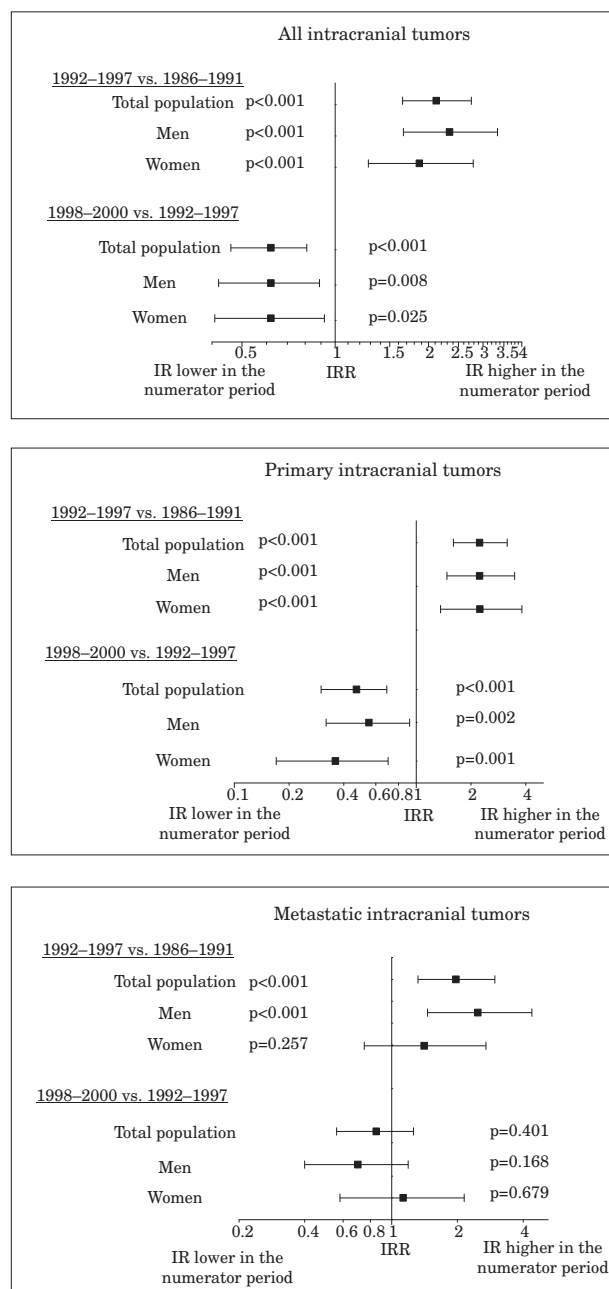 All intracranial tumors
1992–1997 vs. 1986–1991
Total population p<0.001
Men p<0.001
Women p<0.001
1998–2000 vs. 1992–1997
Total population p<0.001
Men p=0.008
Women p=0.025
0.5 1 1.5 2 2.5 3 3.5 4
IR lower in the IRR IR higher in the
numerator period numerator period
Primary intracranial tumors
1992–1997 vs. 1986–1991
Total population p<0.001
Men p<0.001
Women p<0.001
1998–2000 vs. 1992–1997
Total population p<0.001
Men p=0.002
Women p=0.001
0.1 0.2 0.4 0.6 0.8 1 2 4
IR lower in the IRR IR higher in the
numerator period numerator period
Metastatic intracranial tumors
1992–1997 vs. 1986–1991
Total population p<0.001
Men p<0.001
Women p=0.257
1998–2000 vs. 1992–1997
Total population p=0.401
Men p=0.168
Women p=0.679
0.2 0.4 0.6 0.8 1 2 4
IR lower in the IRR IR higher in the
numerator period numerator period